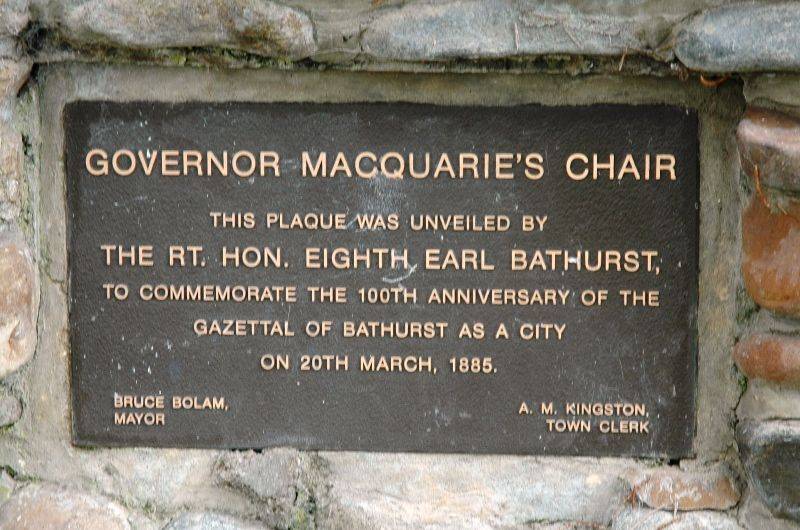 GOVERNOR MACQUARIE'S CHAIR
THIS PLAQUE WAS UNVEILED BY
THE RT. HON. EIGHTH EARL BATHURST,
TO COMMEMORATE THE 100TH ANNIVERSARY OF THE
GAZETTAL OF BATHURST AS A CITY
ON 20TH MARCH, 1885.
BRUCE BOLAM,
MAYOR
A. M. KINGSTON,
TOWN CLERK